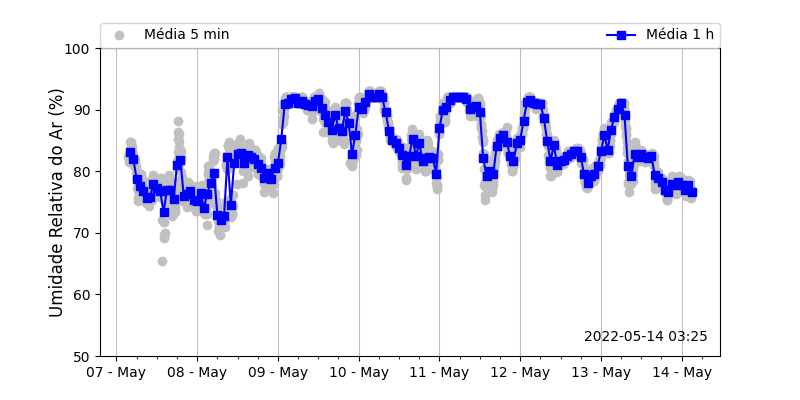 Média 5 min
Média 1 h
Umidade Relativa do Ar (%)
100
90
80
70
60
50
2022-05-14 03:25
07 - May
08 - May
09 - May
10 - May
11 - May
12 - May
13 - May
14 - May